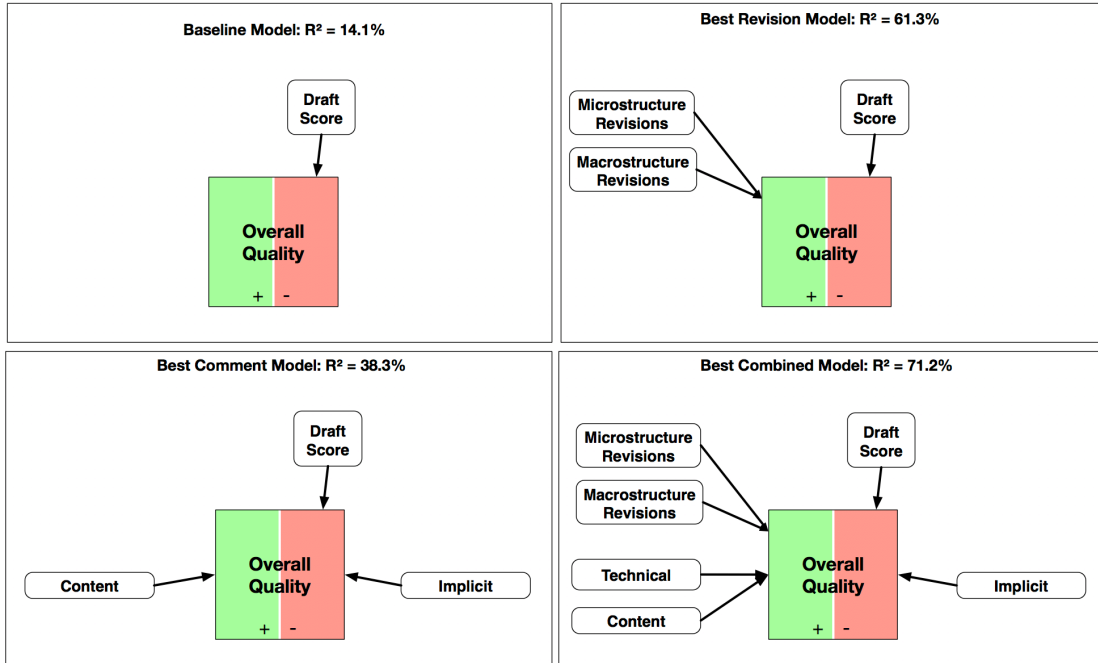 Baseline Model: R² = 14.1%
Draft
Score
Overall
Quality
+ -
Best Revision Model: R² = 61.3%
Microstructure
Revisions
Macrostructure
Revisions
Draft
Score
Overall
Quality
+ -
Best Comment Model: R² = 38.3%
Draft
Score
Content
Overall
Quality
Implicit
+ -
Best Combined Model: R² = 71.2%
Microstructure
Revisions
Macrostructure
Revisions
Technical
Content
Draft
Score
Overall
Quality
Implicit
+ -